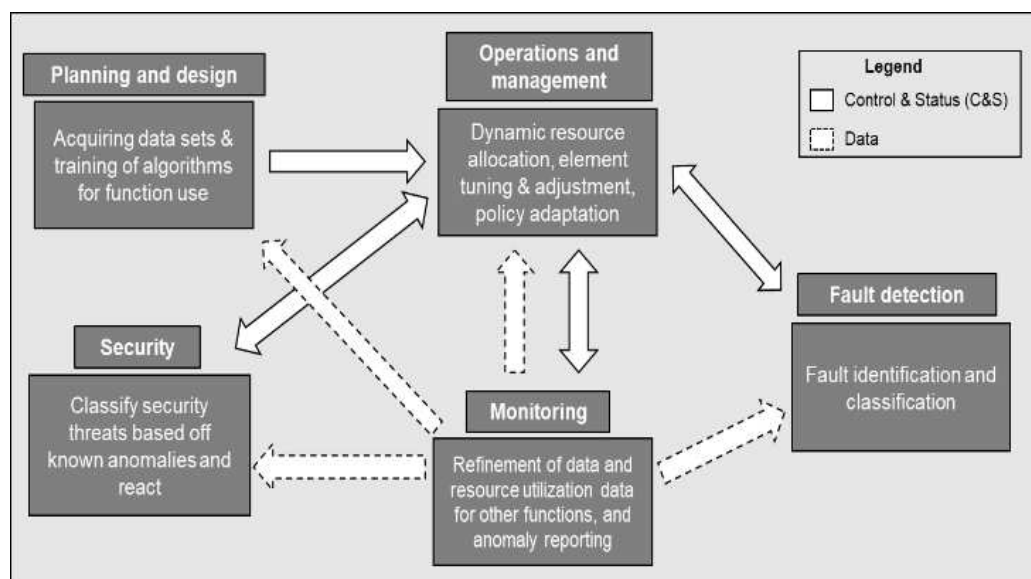 Planning and design
Acquiring data sets &
training of algorithms
for function use
Operations and
management
Dynamic resource
allocation, element
tuning & adjustment,
policy adaptation
Legend
Control & Status (C&S)
Data
Fault detection
Fault identification and
classification
Security
Classify security
threats based off
known anomalies and
react
Monitoring
Refinement of data and
resource utilization data
for other functions, and
anomaly reporting